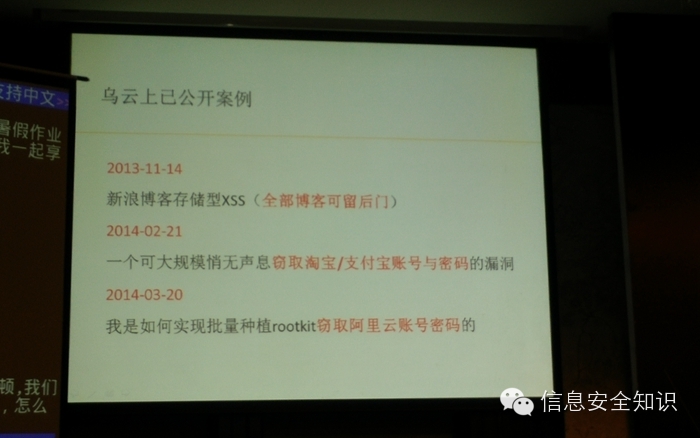 乌云上已公开案例
2013-11-14
新浪博客存储型XSS（全部博客可留后门）
2014-02-21
一个可大规模悄无声息窃取淘宝/支付宝账号与密码的漏洞
2014-03-20
我是如何实现批量种植rootkit窃取阿里云账号密码的
支持中文>>
暑假作业
我一起享
顿,我们
，怎么
信息安全知识